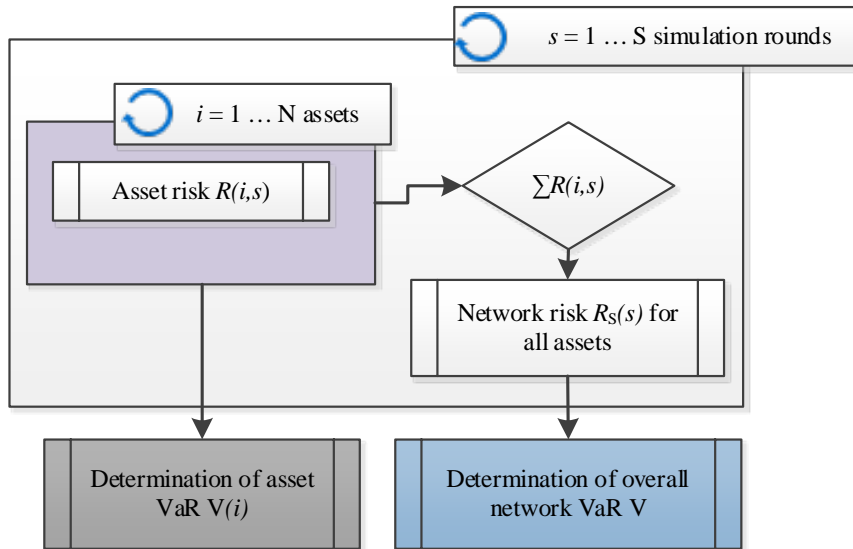 s = 1 … S simulation rounds
i = 1 … N assets
Asset risk R(i,s)
∑R(i,s)
Network risk RS(s) for
all assets
Determination of asset
VaR V(i)
Determination of overall
network VaR V